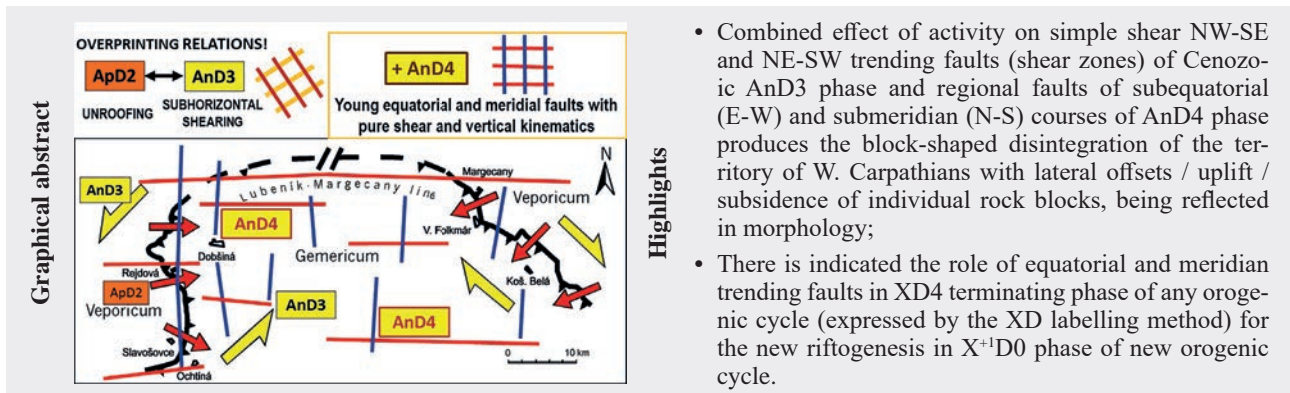 Graphical abstract
OVERPRINTING RELATIONS!
ApD2
AnD3
UNROOFING
SUBHORIZONTAL
SHEARING
+ AnD4
Young equatorial and meridial faults with
pure shear and vertical kinematics
N
Margecany
AnD3
Lubeník-Margecany line
Veporicum
AnD4
V. Folkmár
Dobšiná
Gemericum
Rejdová
Koš. Belá
ApD2
AnD3
Veporicum
AnD4
Slavošovce
0 10 km
Ochtiná
Highlights
• Combined effect of activity on simple shear NW-SE
and NE-SW trending faults (shear zones) of Cenozo-
ic AnD3 phase and regional faults of subequatorial
(E-W) and submeridian (N-S) courses of AnD4 phase
produces the block-shaped disintegration of the ter-
ritory of W. Carpathians with lateral offsets / uplift /
subsidence of individual rock blocks, being reflected
in morphology;
• There is indicated the role of equatorial and meridian
trending faults in XD4 terminating phase of any oroge-
nic cycle (expressed by the XD labelling method) for
the new riftogenesis in X⁺¹D0 phase of new orogenic
cycle.